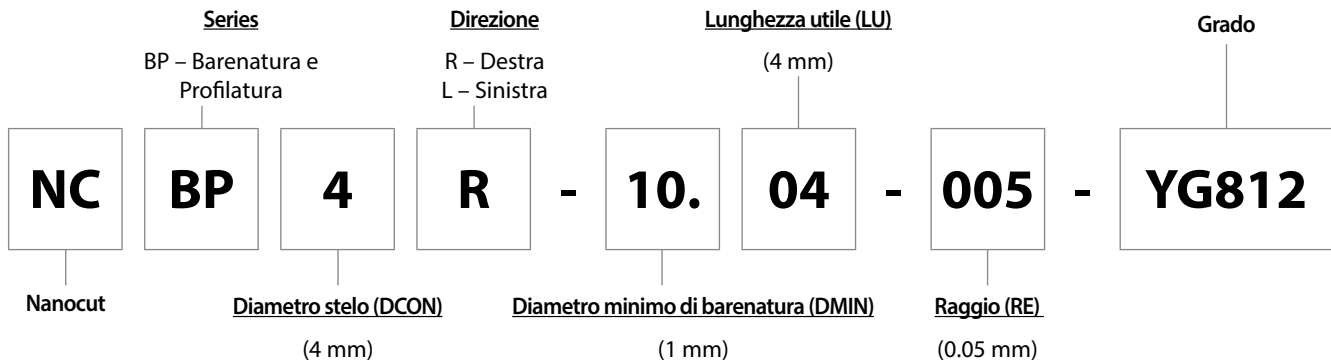 Series
Direzione
Lunghezza utile (LU)
Grado
BP – Barenatura e
Profilatura
R – Destra
L – Sinistra
(4 mm)
NC BP 4 R - 10. 04 - 005 - YG812
Nanocut
Diametro stelo (DCON)
Diametro minimo di barenatura (DMIN)
Raggio (RE)
(4 mm)
(1 mm)
(0.05 mm)